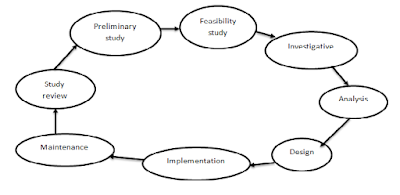 Preliminary
study
Feasibility
study
Investigative
Analysis
Design
Implementation
Maintenance
Study
review